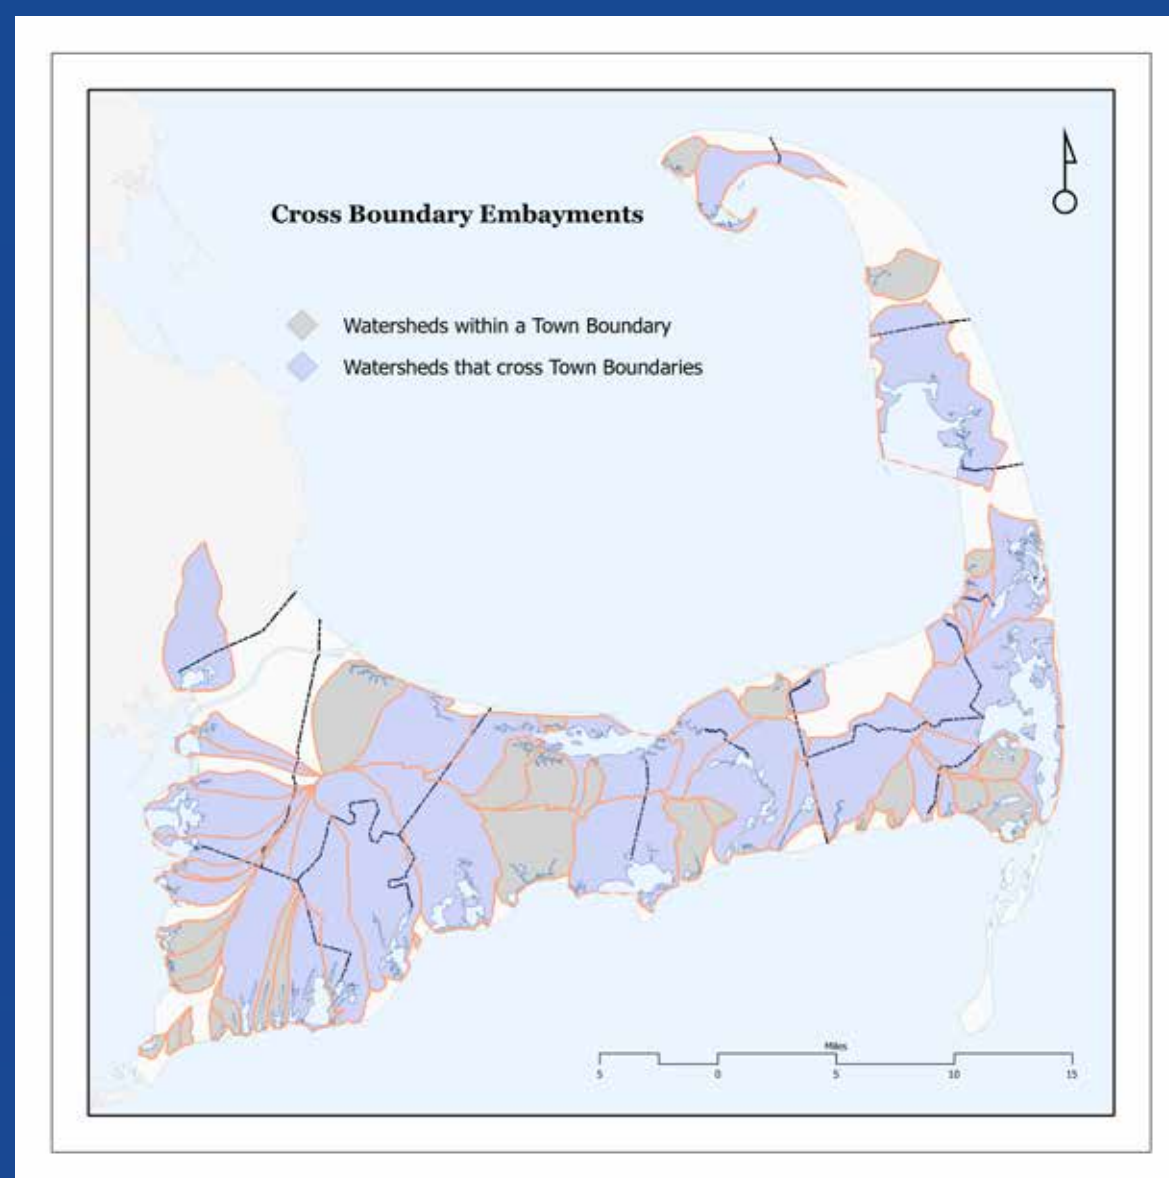 Cross Boundary Embayments
Watersheds within a Town Boundary
Watersheds that cross Town Boundaries
Miles
5 0 5 10 15